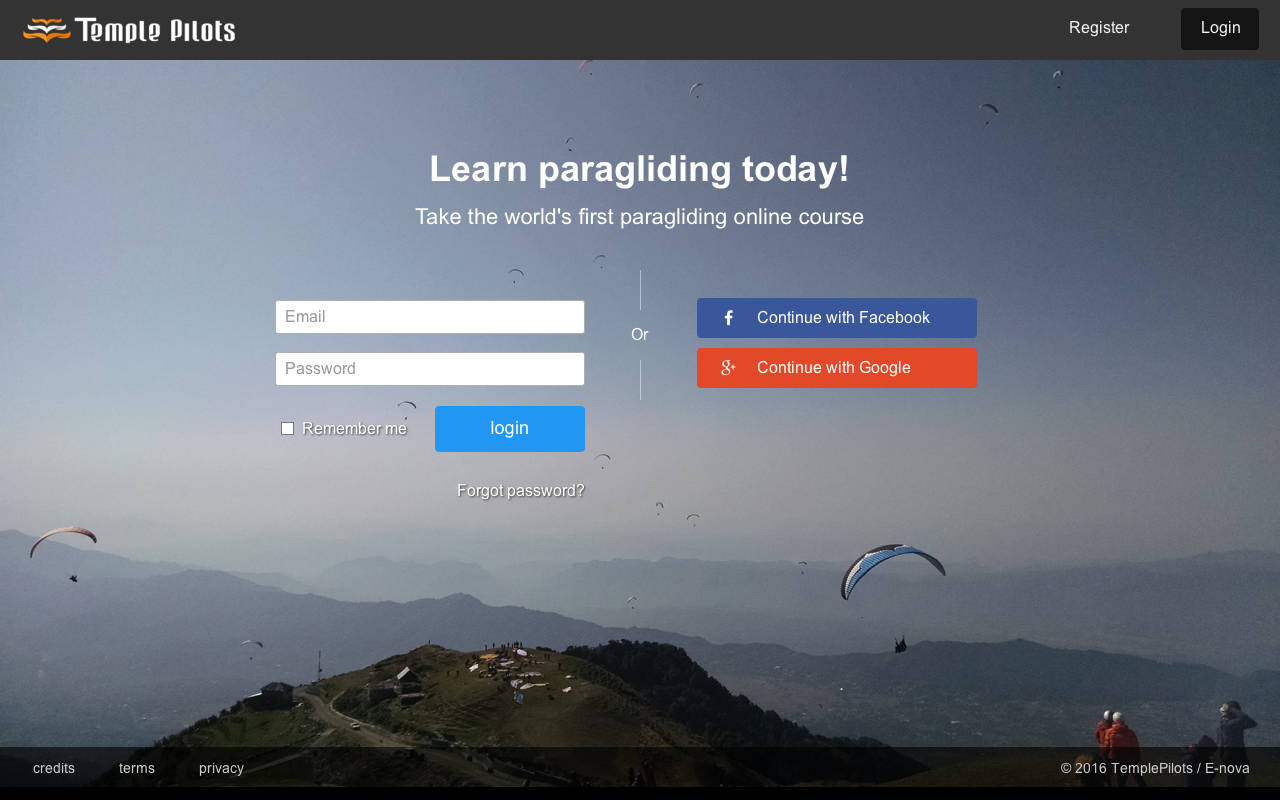 Temple Pilots
Register
Login
Learn paragliding today!
Take the world's first paragliding online course
Email
Password
Remember me
login
Forgot password?
Or
Continue with Facebook
Continue with Google
credits
terms
privacy
© 2016 TemplePilots / E-nova